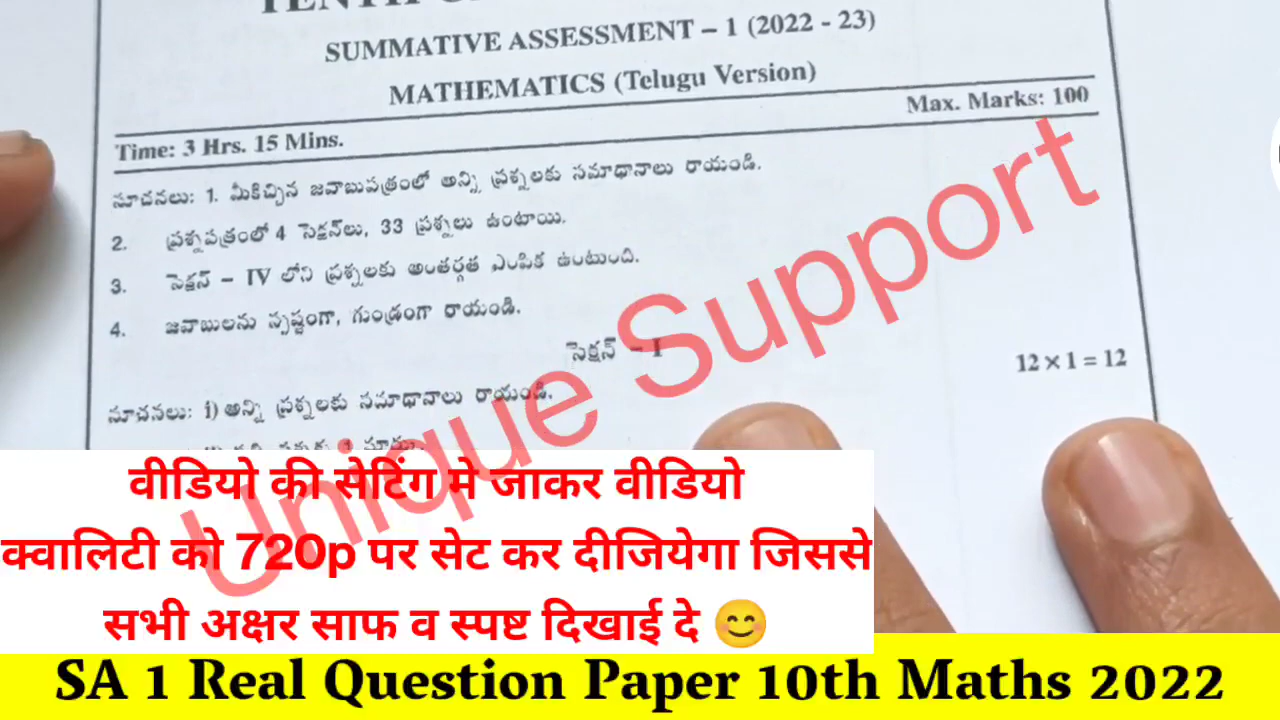 SUMMATIVE ASSESSMENT – 1 (2022 - 23)
MATHEMATICS (Telugu Version)
Time: 3 Hrs. 15 Mins.
Max. Marks: 100
సూచనలు: 1. మీకిచ్చిన జవాబుపత్రంలో అన్ని ప్రశ్నలకు సమాధానాలు రాయండి.
2. ప్రశ్నపత్రంలో 4 సెక్షన్‌లు, 33 ప్రశ్నలు ఉంటాయి.
3. సెక్షన్ – IV లోని ప్రశ్నలకు అంతర్గత ఎంపిక ఉంటుంది.
4. జవాబులను స్పష్టంగా, గుండ్రంగా రాయండి.
సెక్షన్ – I
12 × 1 = 12
సూచనలు: i) అన్ని ప్రశ్నలకు సమాధానాలు రాయండి.
Unique Support
वीडियो की सेटिंग मे जाकर वीडियो
क्वालिटी को 720p पर सेट कर दीजियेगा जिससे
सभी अक्षर साफ व स्पष्ट दिखाई दे 😊
SA 1 Real Question Paper 10th Maths 2022